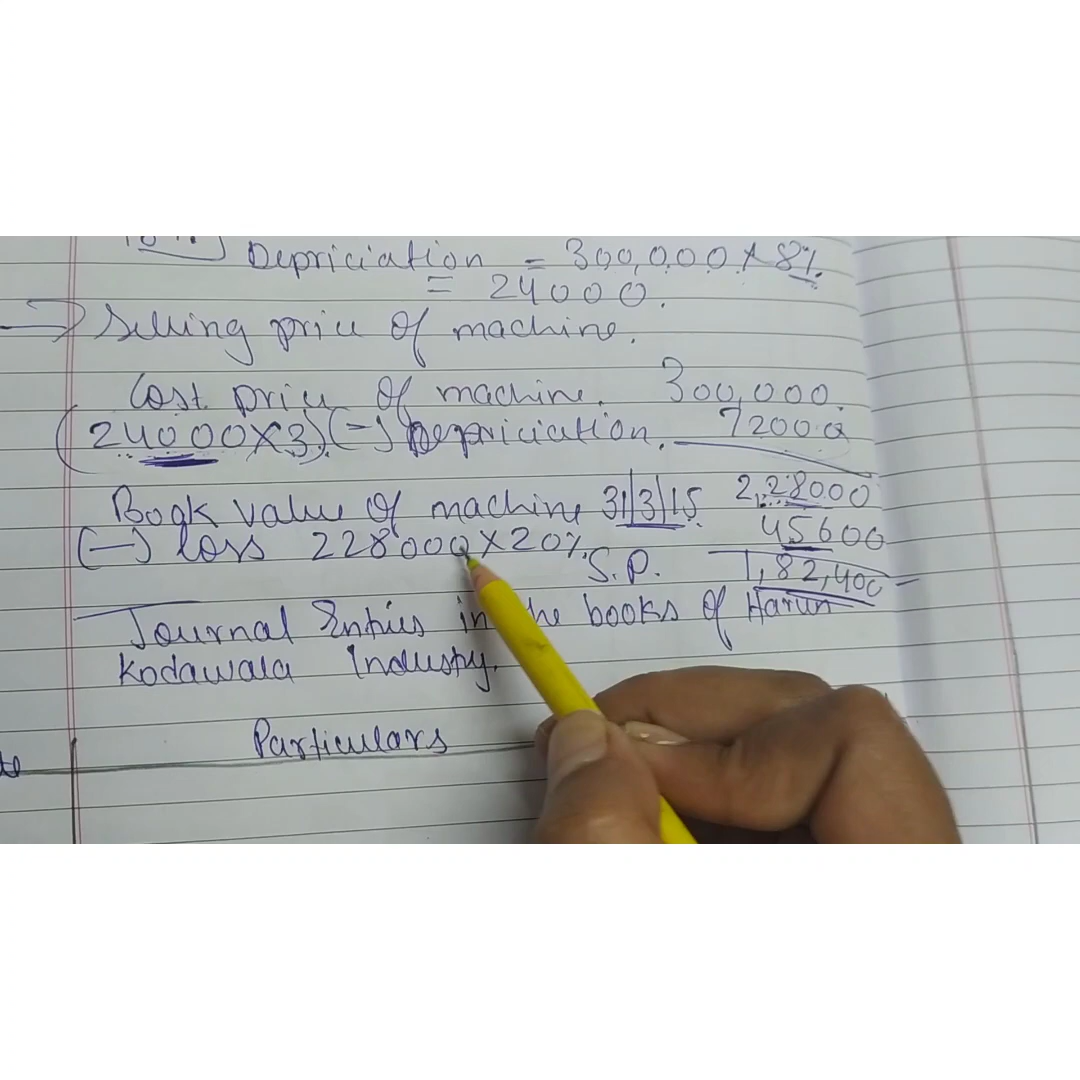 Depriciation = 300,000 × 8%.
= 24000.
→ Selling price of machine.
Cost price of machine. 300,000.
(24000×3) (-) Depriciation. 72000
Book value of machine 31/3/15 2,28000
(-) loss 228000×20% 45600
S.P. 1,82,400
Journal Entries in the books of Harun
Kodawala Industry.
Particulars